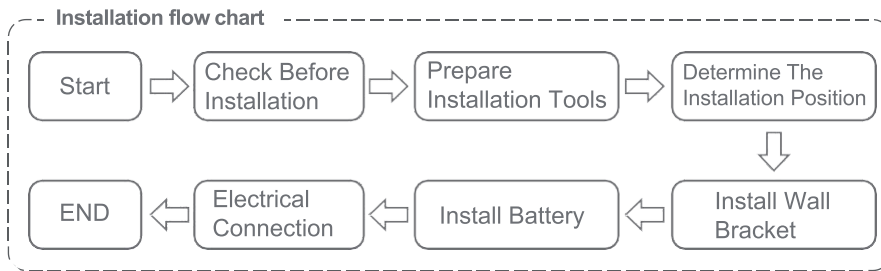 Installation flow chart
Start
Check Before
Installation
Prepare
Installation Tools
Determine The
Installation Position
Install Wall
Bracket
Install Battery
Electrical
Connection
END